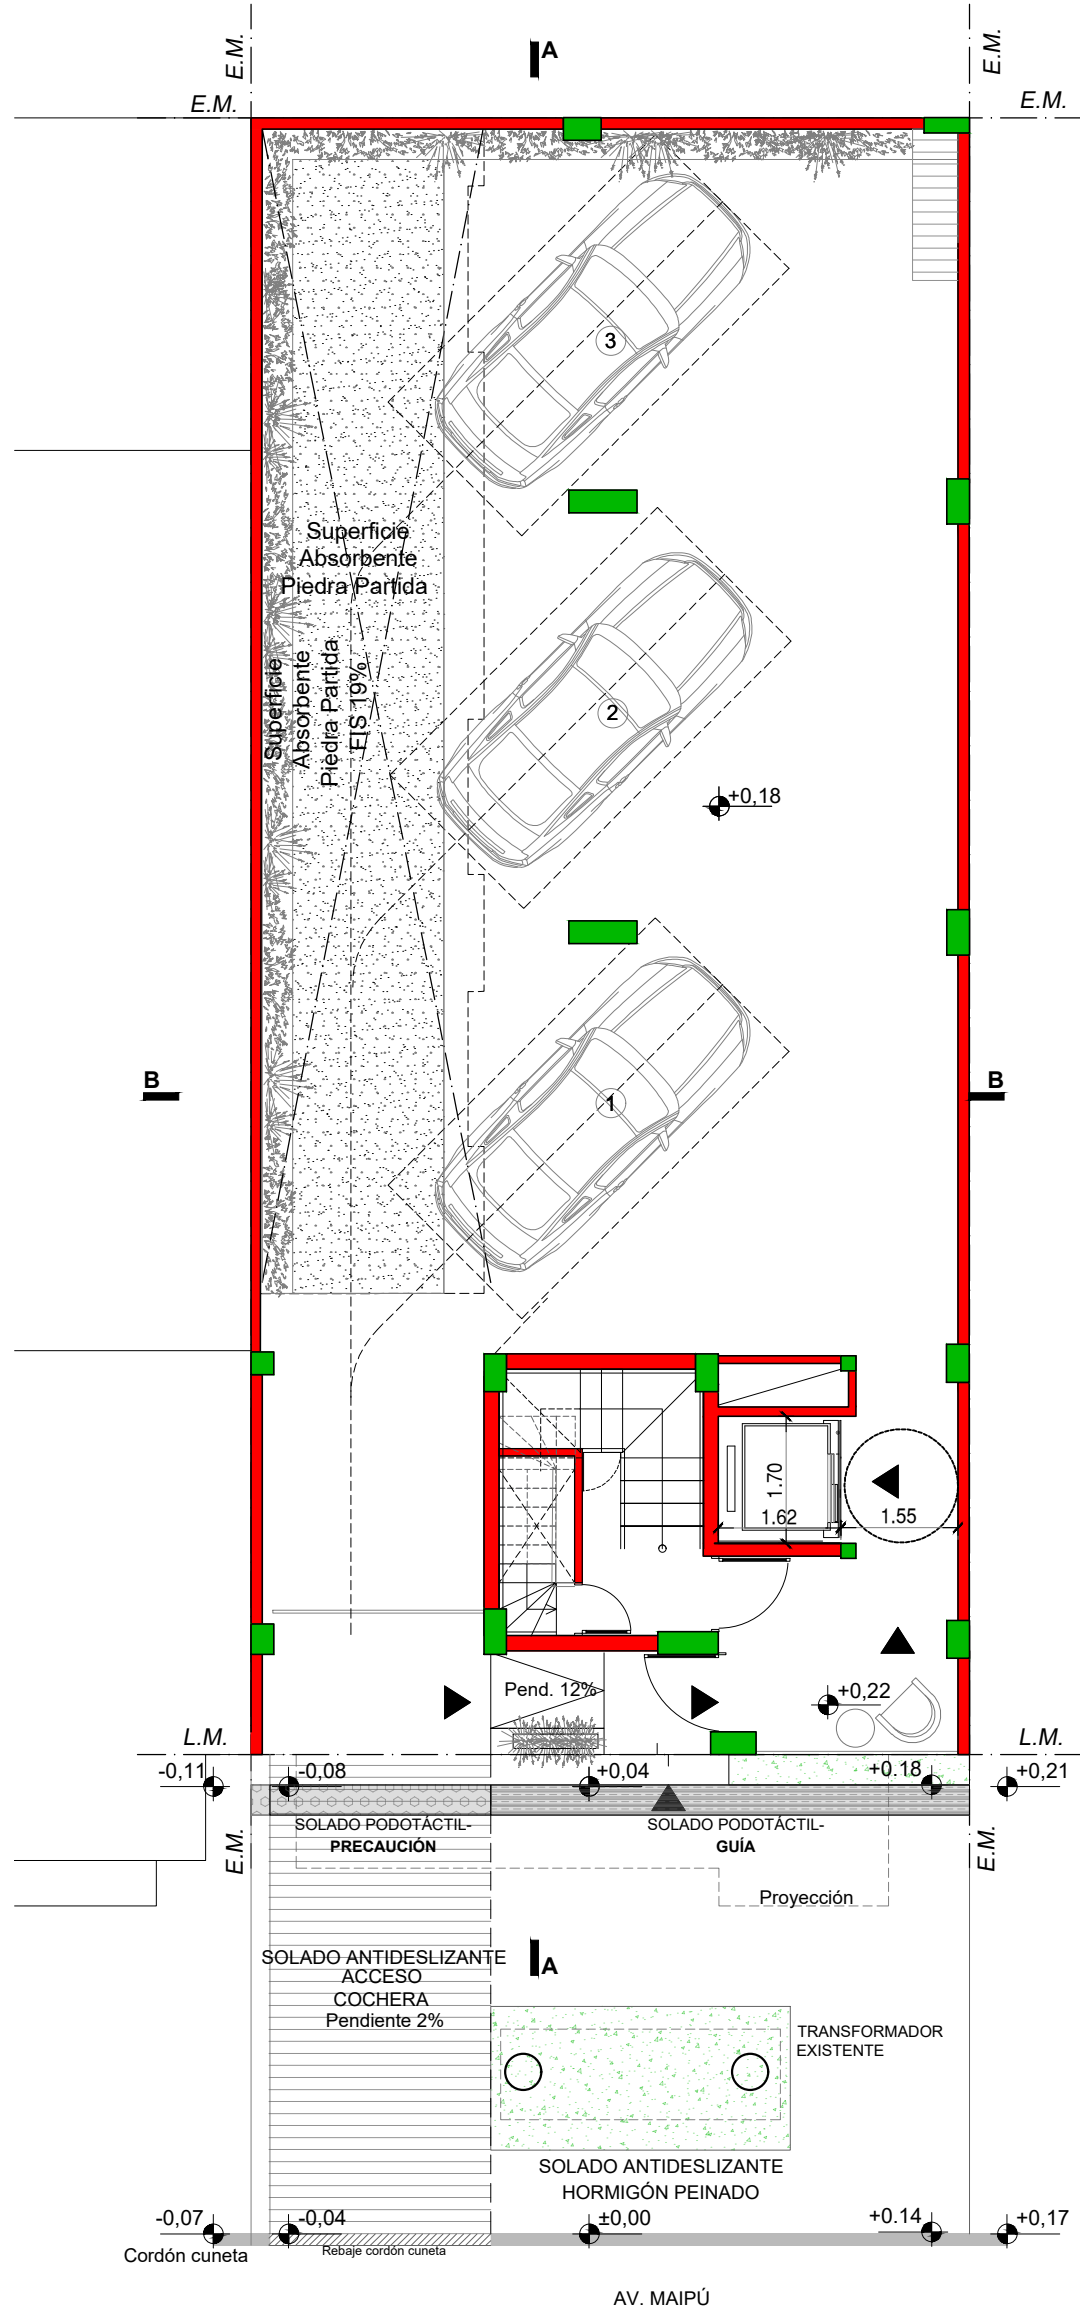 A
E.M.
E.M.
E.M.
E.M.
3
Superficie
Absorbente
Piedra Partida
Superficie
Absorbente
Piedra Partida
EIS 19%
2
+0,18
B
B
1
1.70
1.62
1.55
Pend. 12%
+0,22
L.M.
L.M.
-0,11
-0,08
+0,04
+0.18
+0,21
SOLADO PODOTÁCTIL-
PRECAUCIÓN
SOLADO PODOTÁCTIL-
GUÍA
E.M.
E.M.
Proyección
A
SOLADO ANTIDESLIZANTE
ACCESO
COCHERA
Pendiente 2%
TRANSFORMADOR
EXISTENTE
SOLADO ANTIDESLIZANTE
HORMIGÓN PEINADO
-0,07
-0,04
±0,00
+0.14
+0,17
Cordón cuneta
Rebaje cordón cuneta
AV. MAIPÚ